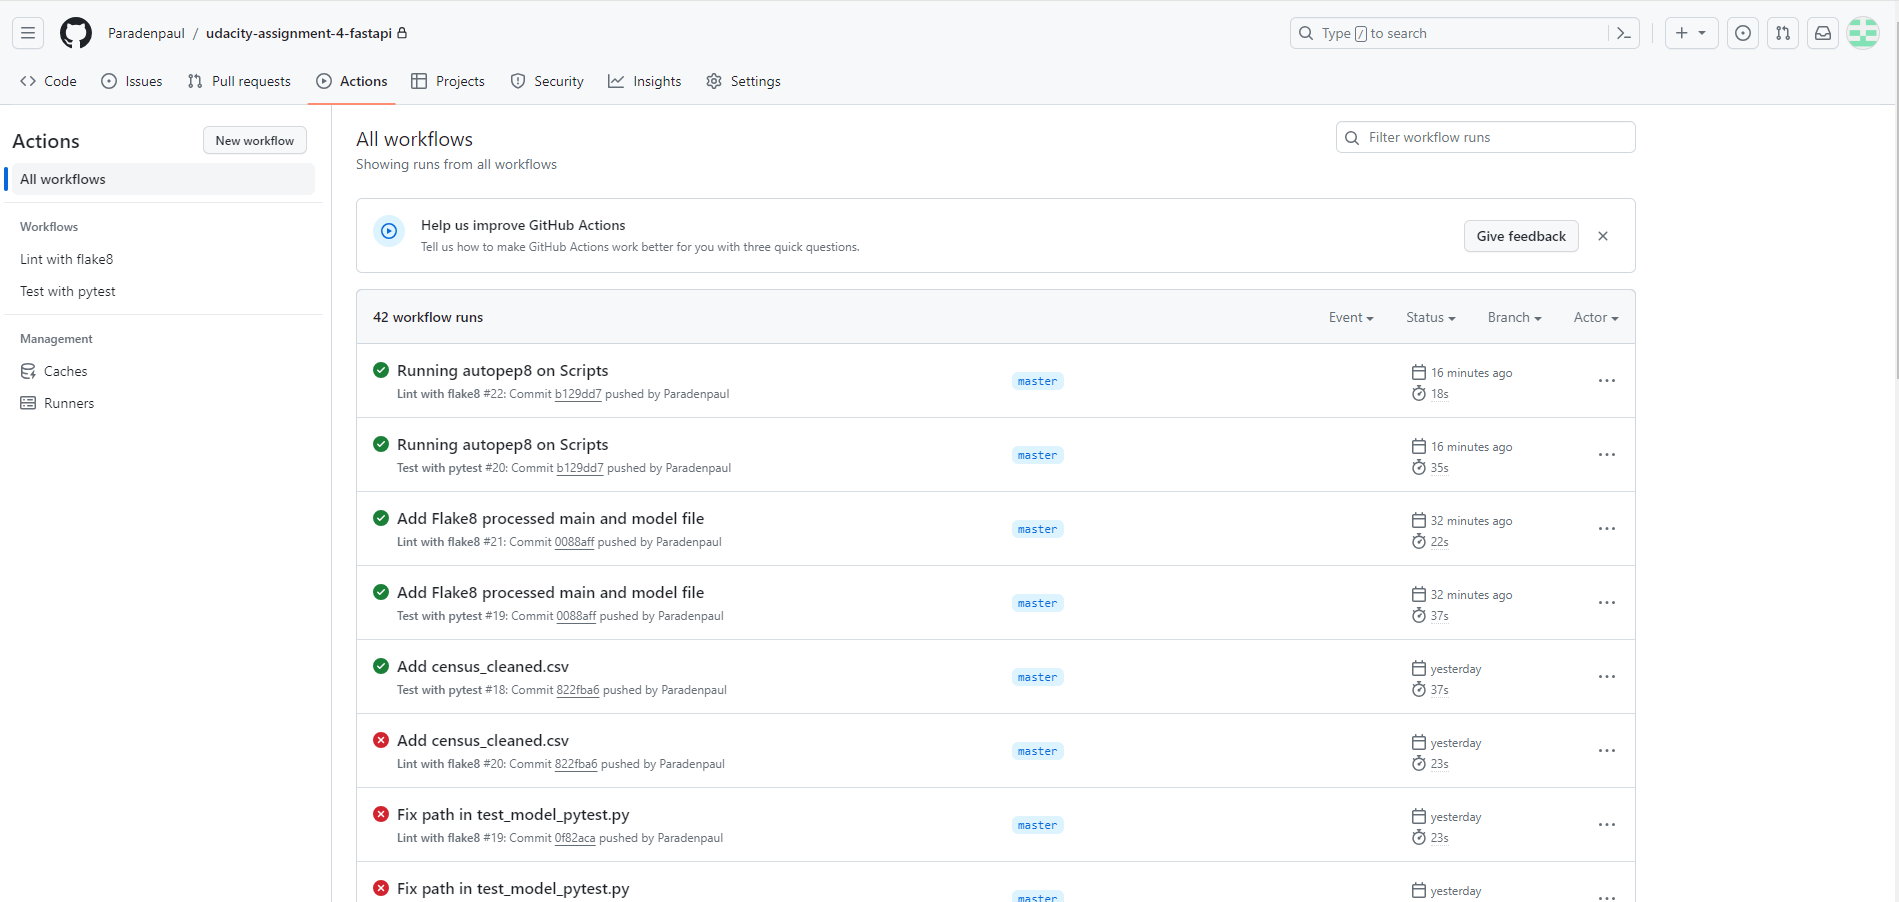 Paradenpaul / udacity-assignment-4-fastapi
Type / to search
Code
Issues
Pull requests
Actions
Projects
Security
Insights
Settings
Actions
New workflow
All workflows
Workflows
Lint with flake8
Test with pytest
Management
Caches
Runners
All workflows
Showing runs from all workflows
Filter workflow runs
Help us improve GitHub Actions
Tell us how to make GitHub Actions work better for you with three quick questions.
Give feedback
42 workflow runs
Event
Status
Branch
Actor
Running autopep8 on Scripts
Lint with flake8 #22: Commit b129dd7 pushed by Paradenpaul
master
16 minutes ago
18s
Running autopep8 on Scripts
Test with pytest #20: Commit b129dd7 pushed by Paradenpaul
master
16 minutes ago
35s
Add Flake8 processed main and model file
Lint with flake8 #21: Commit 0088aff pushed by Paradenpaul
master
32 minutes ago
22s
Add Flake8 processed main and model file
Test with pytest #19: Commit 0088aff pushed by Paradenpaul
master
32 minutes ago
37s
Add census_cleaned.csv
Test with pytest #18: Commit 822fba6 pushed by Paradenpaul
master
yesterday
37s
Add census_cleaned.csv
Lint with flake8 #20: Commit 822fba6 pushed by Paradenpaul
master
yesterday
23s
Fix path in test_model_pytest.py
Lint with flake8 #19: Commit 0f82aca pushed by Paradenpaul
master
yesterday
23s
Fix path in test_model_pytest.py
master
yesterday